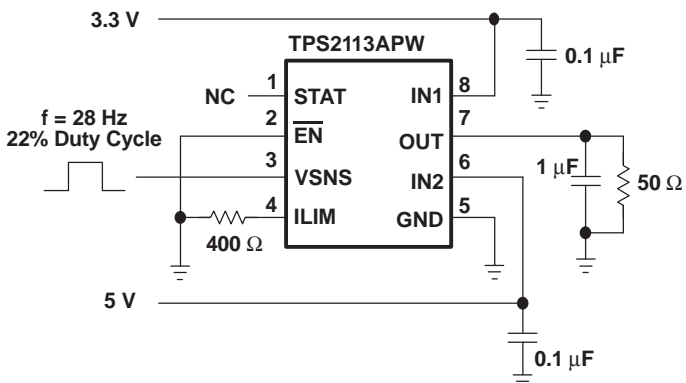 3.3 V
TPS2113APW
0.1 µF
NC
1
STAT
IN1
8
f = 28 Hz
22% Duty Cycle
2
EN
OUT
7
3
VSNS
IN2
6
1 µF
50 Ω
4
ILIM
GND
5
400 Ω
5 V
0.1 µF